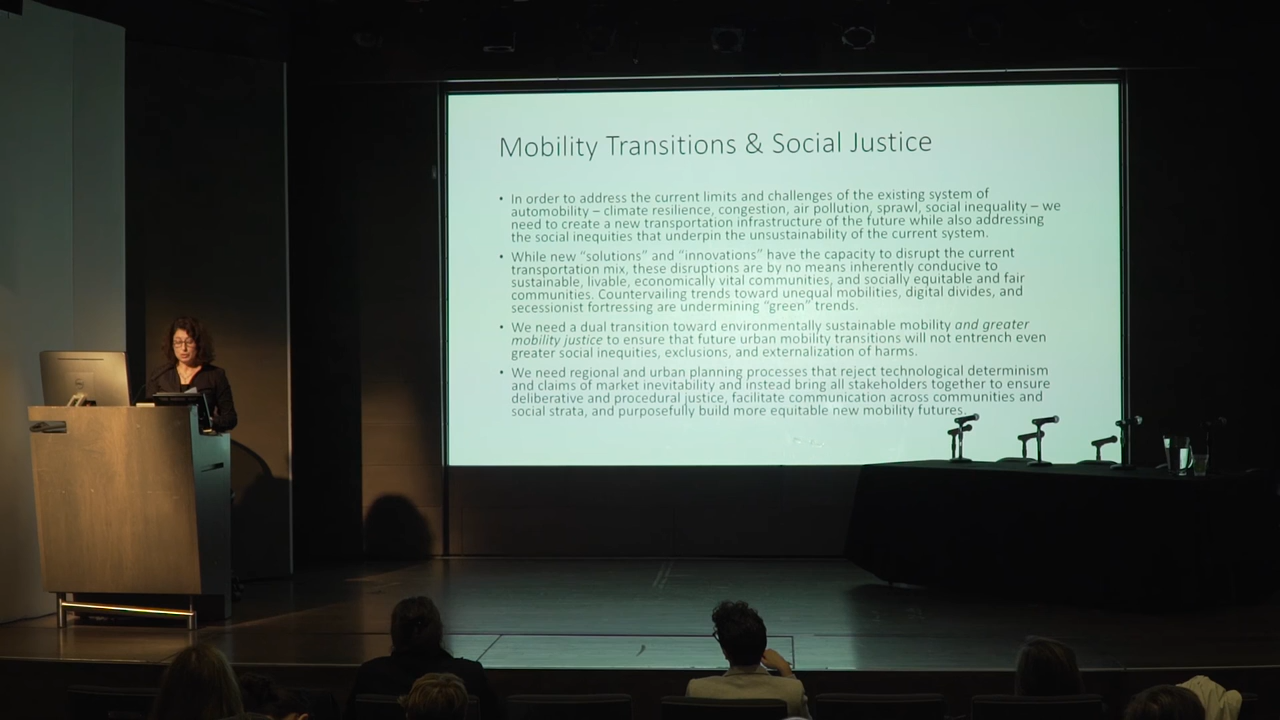 Mobility Transitions & Social Justice
• In order to address the current limits and challenges of the existing system of
automobility – climate resilience, congestion, air pollution, sprawl, social inequality – we
need to create a new transportation infrastructure of the future while also addressing
the social inequities that underpin the unsustainability of the current system.
• While new “solutions” and “innovations” have the capacity to disrupt the current
transportation mix, these disruptions are by no means inherently conducive to
sustainable, livable, economically vital communities, and socially equitable and fair
communities. Countervailing trends toward unequal mobilities, digital divides, and
secessionist fortressing are undermining “green” trends.
• We need a dual transition toward environmentally sustainable mobility and greater
mobility justice to ensure that future urban mobility transitions will not entrench even
greater social inequities, exclusions, and externalization of harms.
• We need regional and urban planning processes that reject technological determinism
and claims of market inevitability and instead bring all stakeholders together to ensure
deliberative and procedural justice, facilitate communication across communities and
social strata, and purposefully build more equitable new mobility futures.